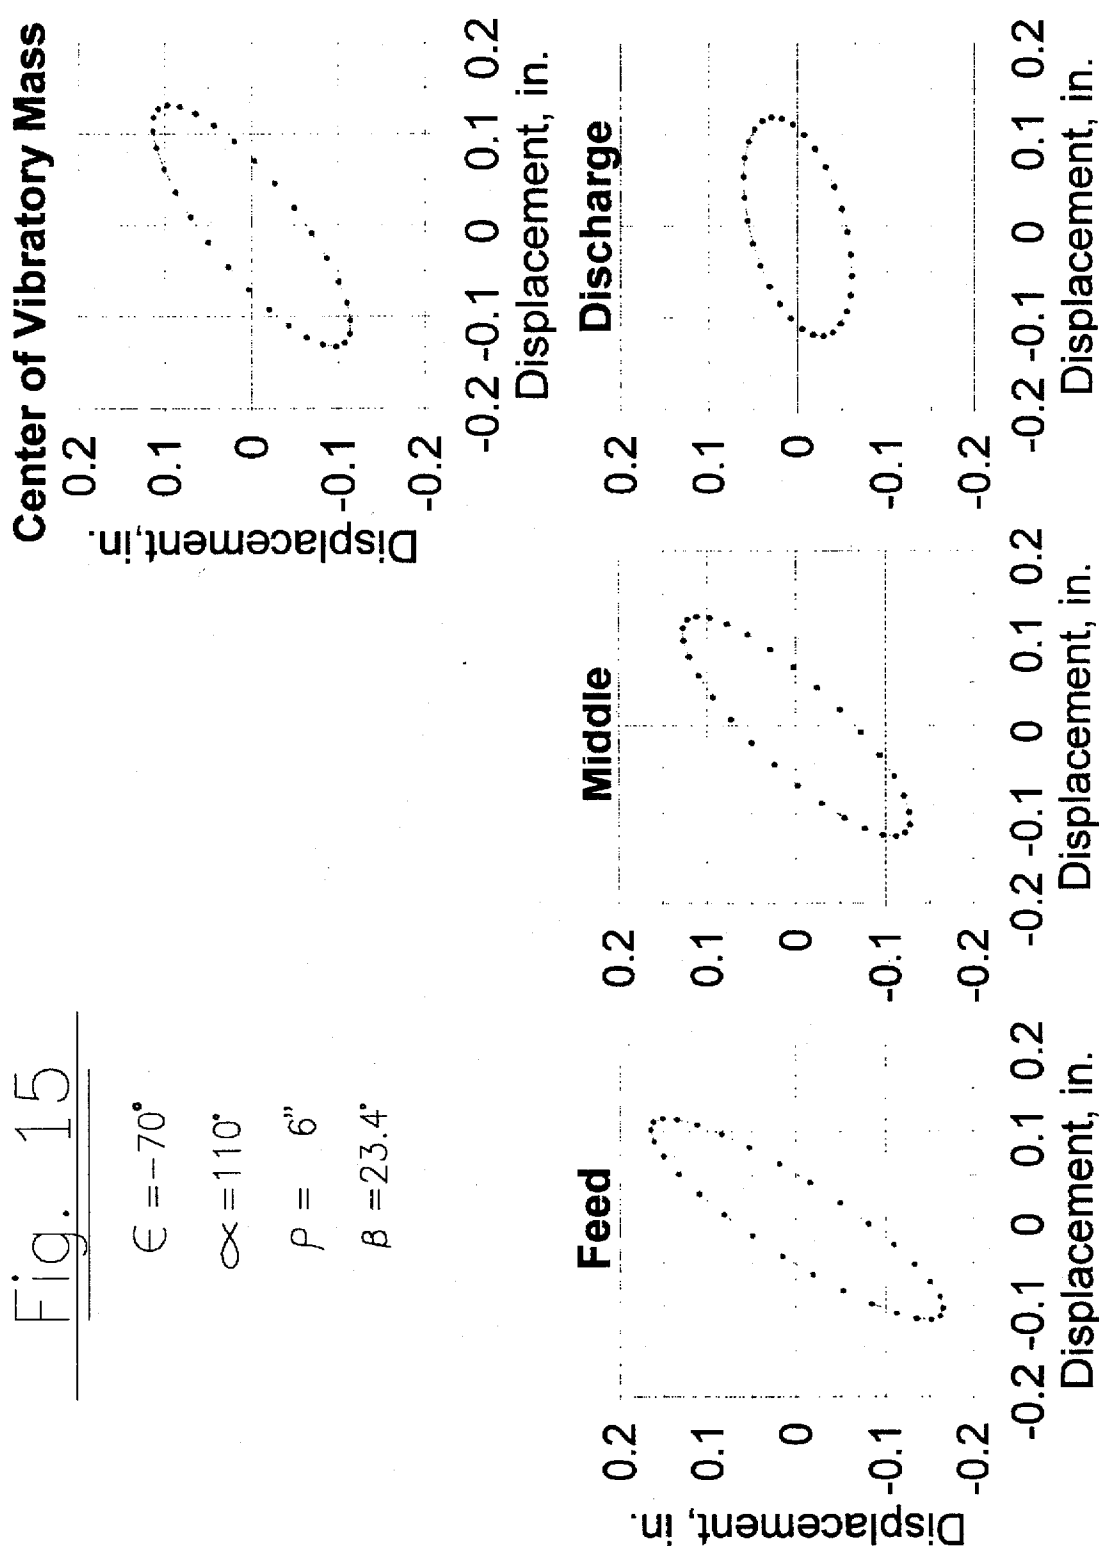 Fig. 15
ϵ =-70°
∝=110°
ρ = 6"
β =23.4°
Center of Vibratory Mass
Displacement,in.
0.2
0.1
0
-0.1
-0.2
-0.2 -0.1 0 0.1 0.2
Displacement, in.
Feed
Displacement, in.
0.2
0.1
0
-0.1
-0.2
-0.2 -0.1 0 0.1 0.2
Displacement, in.
Middle
0.2
0.1
0
-0.1
-0.2
-0.2 -0.1 0 0.1 0.2
Displacement, in.
Discharge
0.2
0.1
0
-0.1
-0.2
-0.2 -0.1 0 0.1 0.2
Displacement, in.